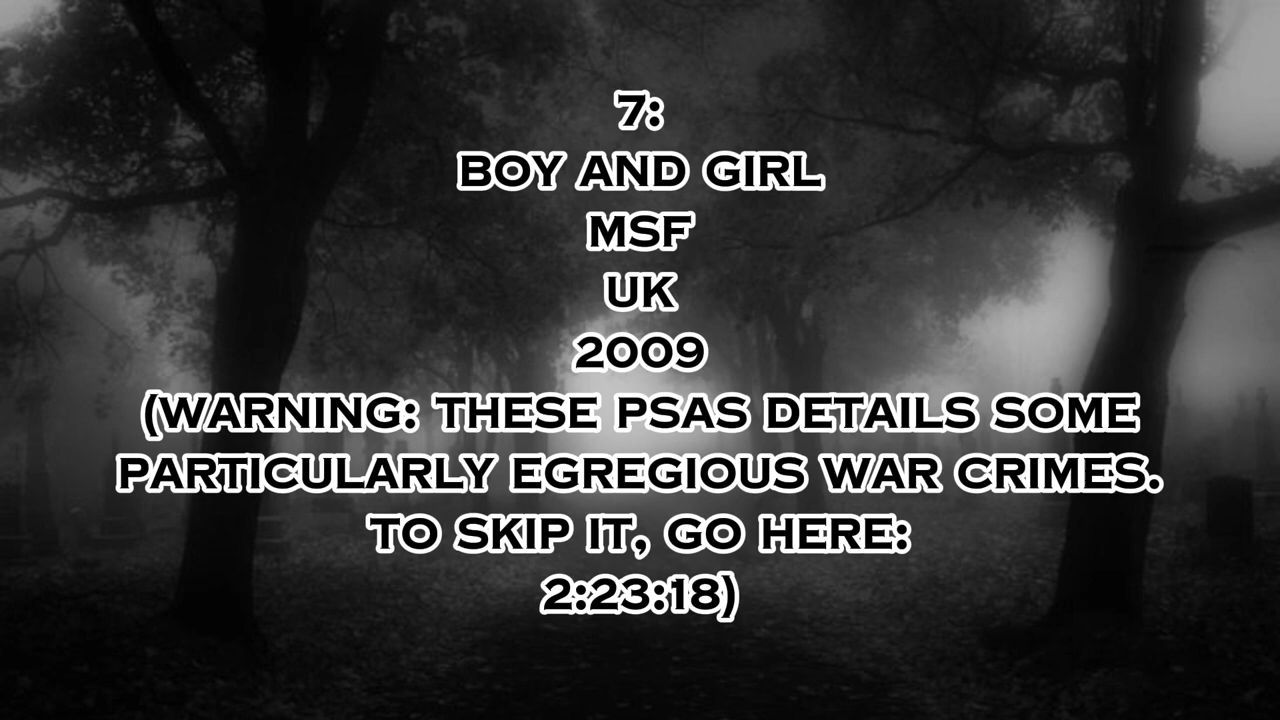 7:
BOY AND GIRL
MSF
UK
2009
(WARNING: THESE PSAS DETAILS SOME
PARTICULARLY EGREGIOUS WAR CRIMES.
TO SKIP IT, GO HERE:
2:23:18)